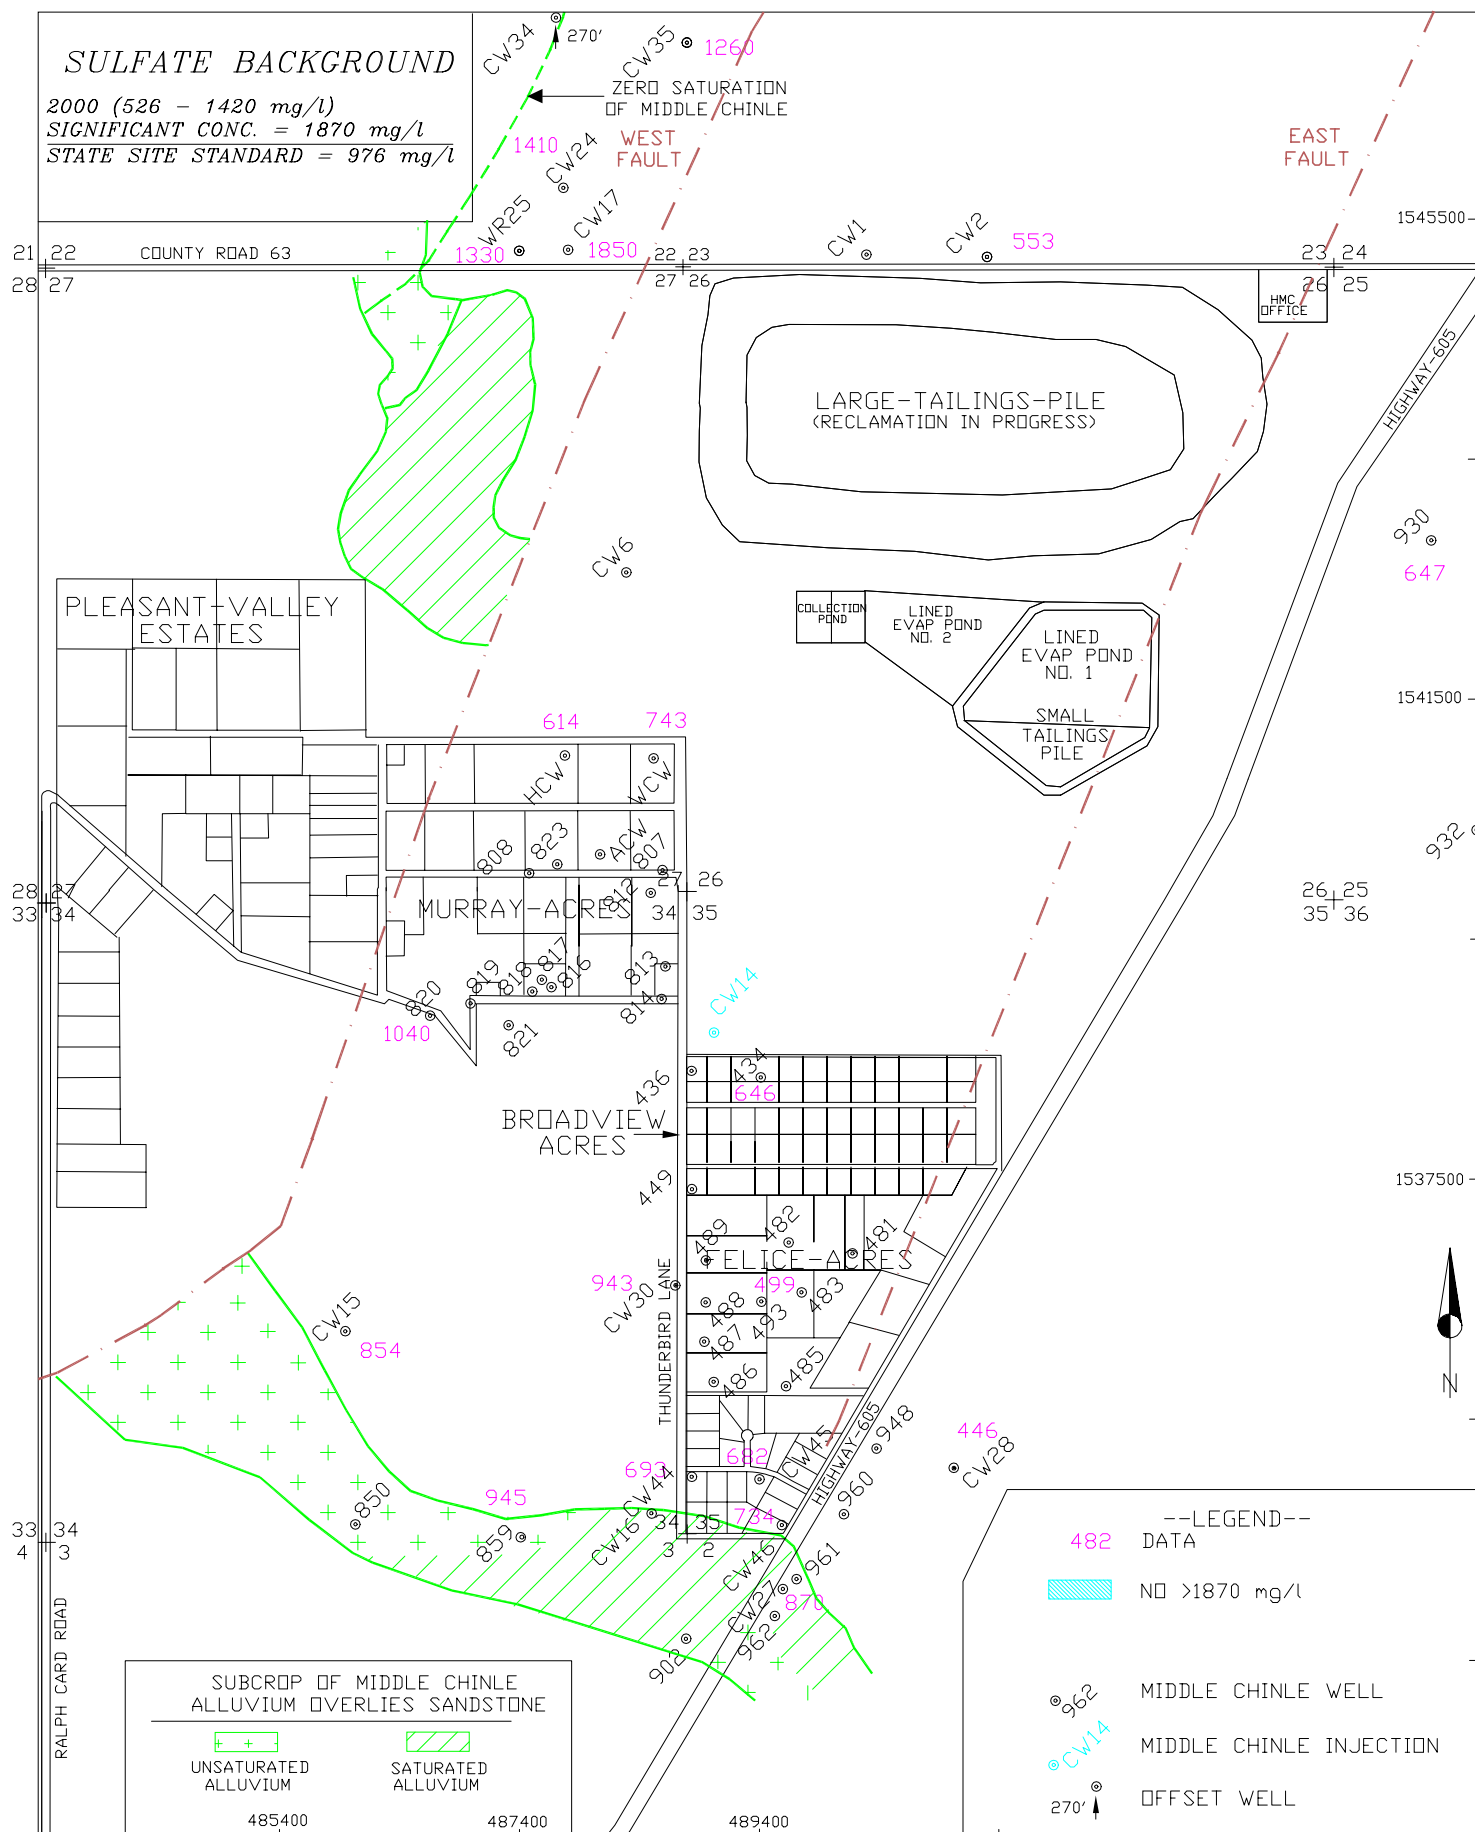 SULFATE BACKGROUND
2000 (526 - 1420 mg/l)
SIGNIFICANT CONC. = 1870 mg/l
STATE SITE STANDARD = 976 mg/l
CW34
270'
CW35
1260
ZERO SATURATION
OF MIDDLE CHINLE
WEST
FAULT
EAST
FAULT
1410
CW24
WR25
CW17
1330
1850
CW1
CW2
553
1545500
21 22
28 27
COUNTY ROAD 63
22 23
27 26
23 24
26 25
HMC
OFFICE
HIGHWAY-605
LARGE-TAILINGS-PILE
(RECLAMATION IN PROGRESS)
930
647
CW6
PLEASANT-VALLEY
ESTATES
COLLECTION
POND
LINED
EVAP POND
NO. 2
LINED
EVAP POND
NO. 1
SMALL
TAILINGS
PILE
1541500
614
743
HCW
WCW
808
823
ACW
807
932
28 27
33 34
812
27 26
34 35
26 25
35 36
MURRAY-ACRES
820
819
818
817
816
813
814
821
1040
CW14
436
434
646
BROADVIEW
ACRES
449
1537500
489
482
481
FELICE-ACRES
943
CW30
THUNDERBIRD LANE
499
488
493
483
487
486
485
CW15
854
N
948
446
CW28
CW45
HIGHWAY-605
960
693
CW44
682
945
850
859
CW16
734
33 34
4 3
34 35
3 2
CW46
961
CW27
870
962
902
RALPH CARD ROAD
SUBCROP OF MIDDLE CHINLE
ALLUVIUM OVERLIES SANDSTONE
UNSATURATED
ALLUVIUM
SATURATED
ALLUVIUM
485400
487400
489400
--LEGEND--
482 DATA
NO >1870 mg/l
962 MIDDLE CHINLE WELL
CW14 MIDDLE CHINLE INJECTION
270' OFFSET WELL